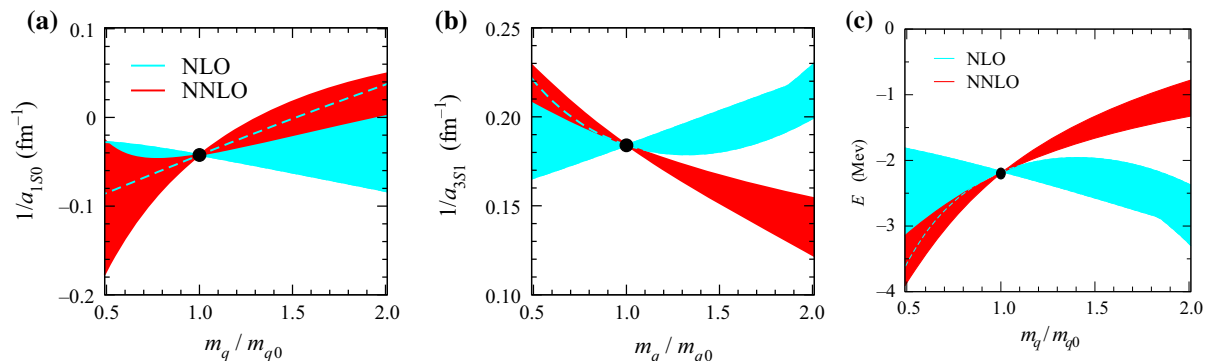 (a)
0.1
0
−0.1
−0.2
1/a1S0 (fm−1)
NLO
NNLO
0.5 1.0 1.5 2.0
mq / mq0
(b)
0.25
0.20
0.15
0.10
1/a3S1 (fm−1)
0.5 1.0 1.5 2.0
mq / mq0
(c)
0
−1
−2
−3
−4
E (Mev)
NLO
NNLO
0.5 1.0 1.5 2.0
mq/mq0